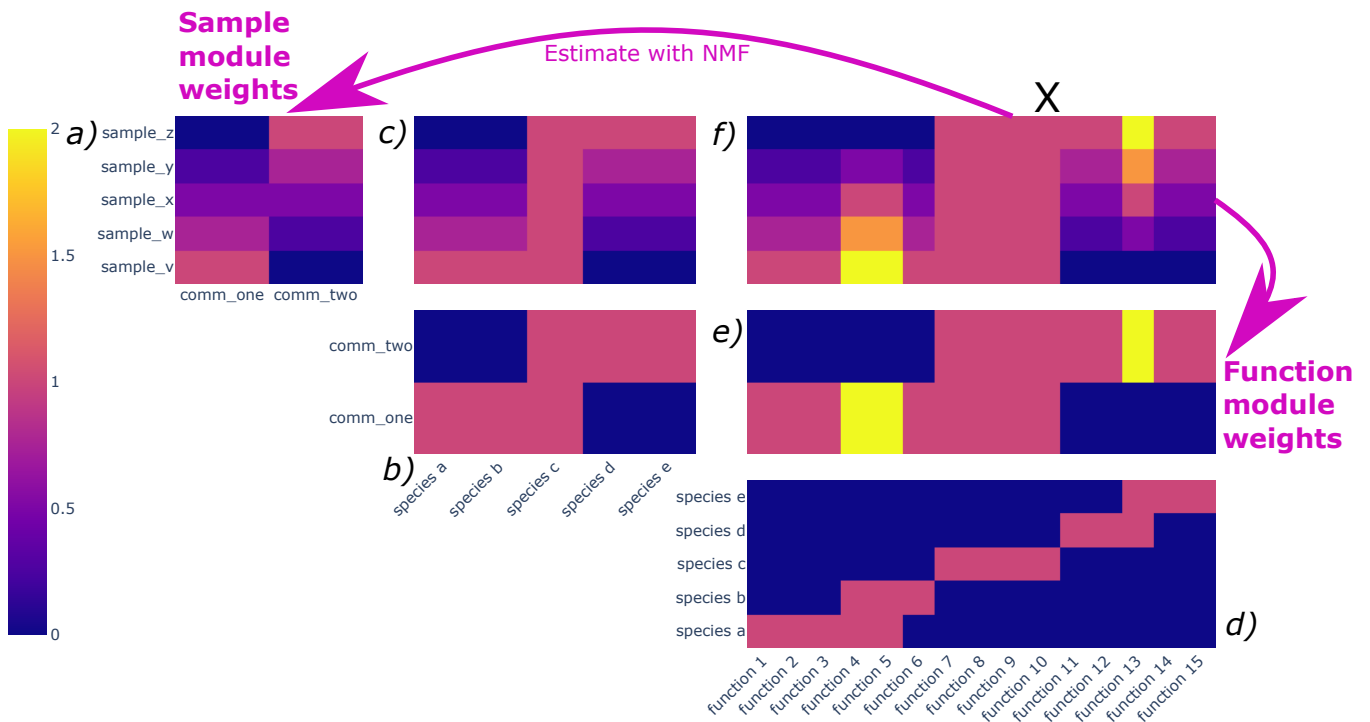 Sample
module
weights
Estimate with NMF
X
2
1.5
1
0.5
0
a)
sample_z
sample_y
sample_x
sample_w
sample_v
comm_one
comm_two
c)
f)
comm_two
comm_one
b)
species a
species b
species c
species d
species e
e)
Function
module
weights
species e
species d
species c
species b
species a
d)
function 1
function 2
function 3
function 4
function 5
function 6
function 7
function 8
function 9
function 10
function 11
function 12
function 13
function 14
function 15